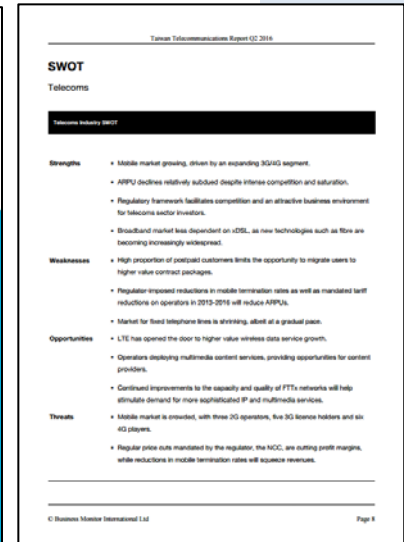 Taiwan Telecommunications Report Q2 2016
SWOT
Telecoms
Telecoms Industry SWOT
Strengths
• Mobile market growing, driven by an expanding 3G/4G segment.
• ARPU declines relatively subdued despite intense competition and saturation.
• Regulatory framework facilitates competition and an attractive business environment
for telecoms sector investors.
• Broadband market less dependent on xDSL, as new technologies such as fibre are
becoming increasingly widespread.
Weaknesses
• High proportion of postpaid customers limits the opportunity to migrate users to
higher value contract packages.
• Regulator-imposed reductions in mobile termination rates as well as mandated tariff
reductions on operators in 2013-2016 will reduce ARPUs.
• Market for fixed telephone lines is shrinking, albeit at a gradual pace.
Opportunities
• LTE has opened the door to higher value wireless data service growth.
• Operators deploying multimedia content services, providing opportunities for content
providers.
• Continued improvements to the capacity and quality of FTTx networks will help
stimulate demand for more sophisticated IP and multimedia services.
Threats
• Mobile market is crowded, with three 2G operators, five 3G licence holders and six
4G players.
• Regular price cuts mandated by the regulator, the NCC, are cutting profit margins,
while reductions in mobile termination rates will squeeze revenues.
© Business Monitor International Ltd
Page 8